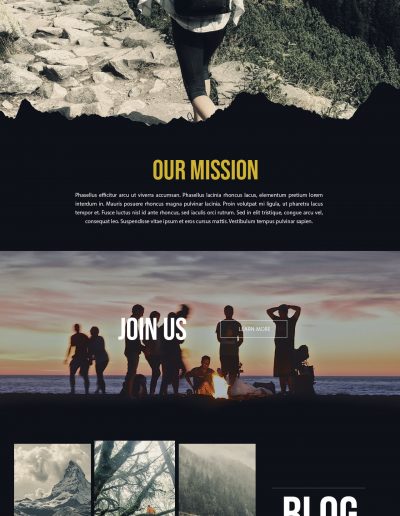 OUR MISSION
Phasellus efficitur arcu ut viverra accumsan. Phasellus lacinia rhoncus lacus, elementum pretium lorem
interdum in. Mauris posuere rhoncus magna pulvinar lacinia. Proin volutpat mi ligula, ut pharetra lacus
tempor et. Fusce luctus nisl id ante rhoncus, sed iaculis orci rutrum. Sed in elit tristique, congue arcu vel,
consequat leo. Suspendisse vitae ipsum et eros cursus mattis. Vestibulum tempus pulvinar sapien.
JOIN US
LEARN MORE
BLOG